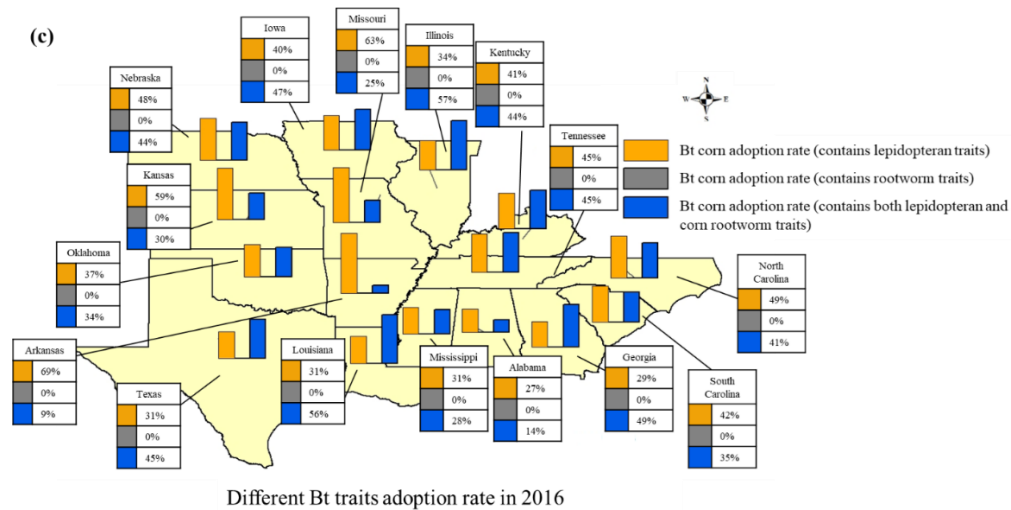 (c)
Iowa
40%
0%
47%
Missouri
63%
0%
25%
Illinois
34%
0%
57%
Kentucky
41%
0%
44%
Nebraska
48%
0%
44%
N
W E
S
Tennessee
45%
0%
45%
Bt corn adoption rate (contains lepidopteran traits)
Bt corn adoption rate (contains rootworm traits)
Bt corn adoption rate (contains both lepidopteran and
corn rootworm traits)
Kansas
59%
0%
30%
Oklahoma
37%
0%
34%
North
Carolina
49%
0%
41%
Arkansas
69%
0%
9%
Texas
31%
0%
45%
Louisiana
31%
0%
56%
Mississippi
31%
0%
28%
Alabama
27%
0%
14%
Georgia
29%
0%
49%
South
Carolina
42%
0%
35%
Different Bt traits adoption rate in 2016